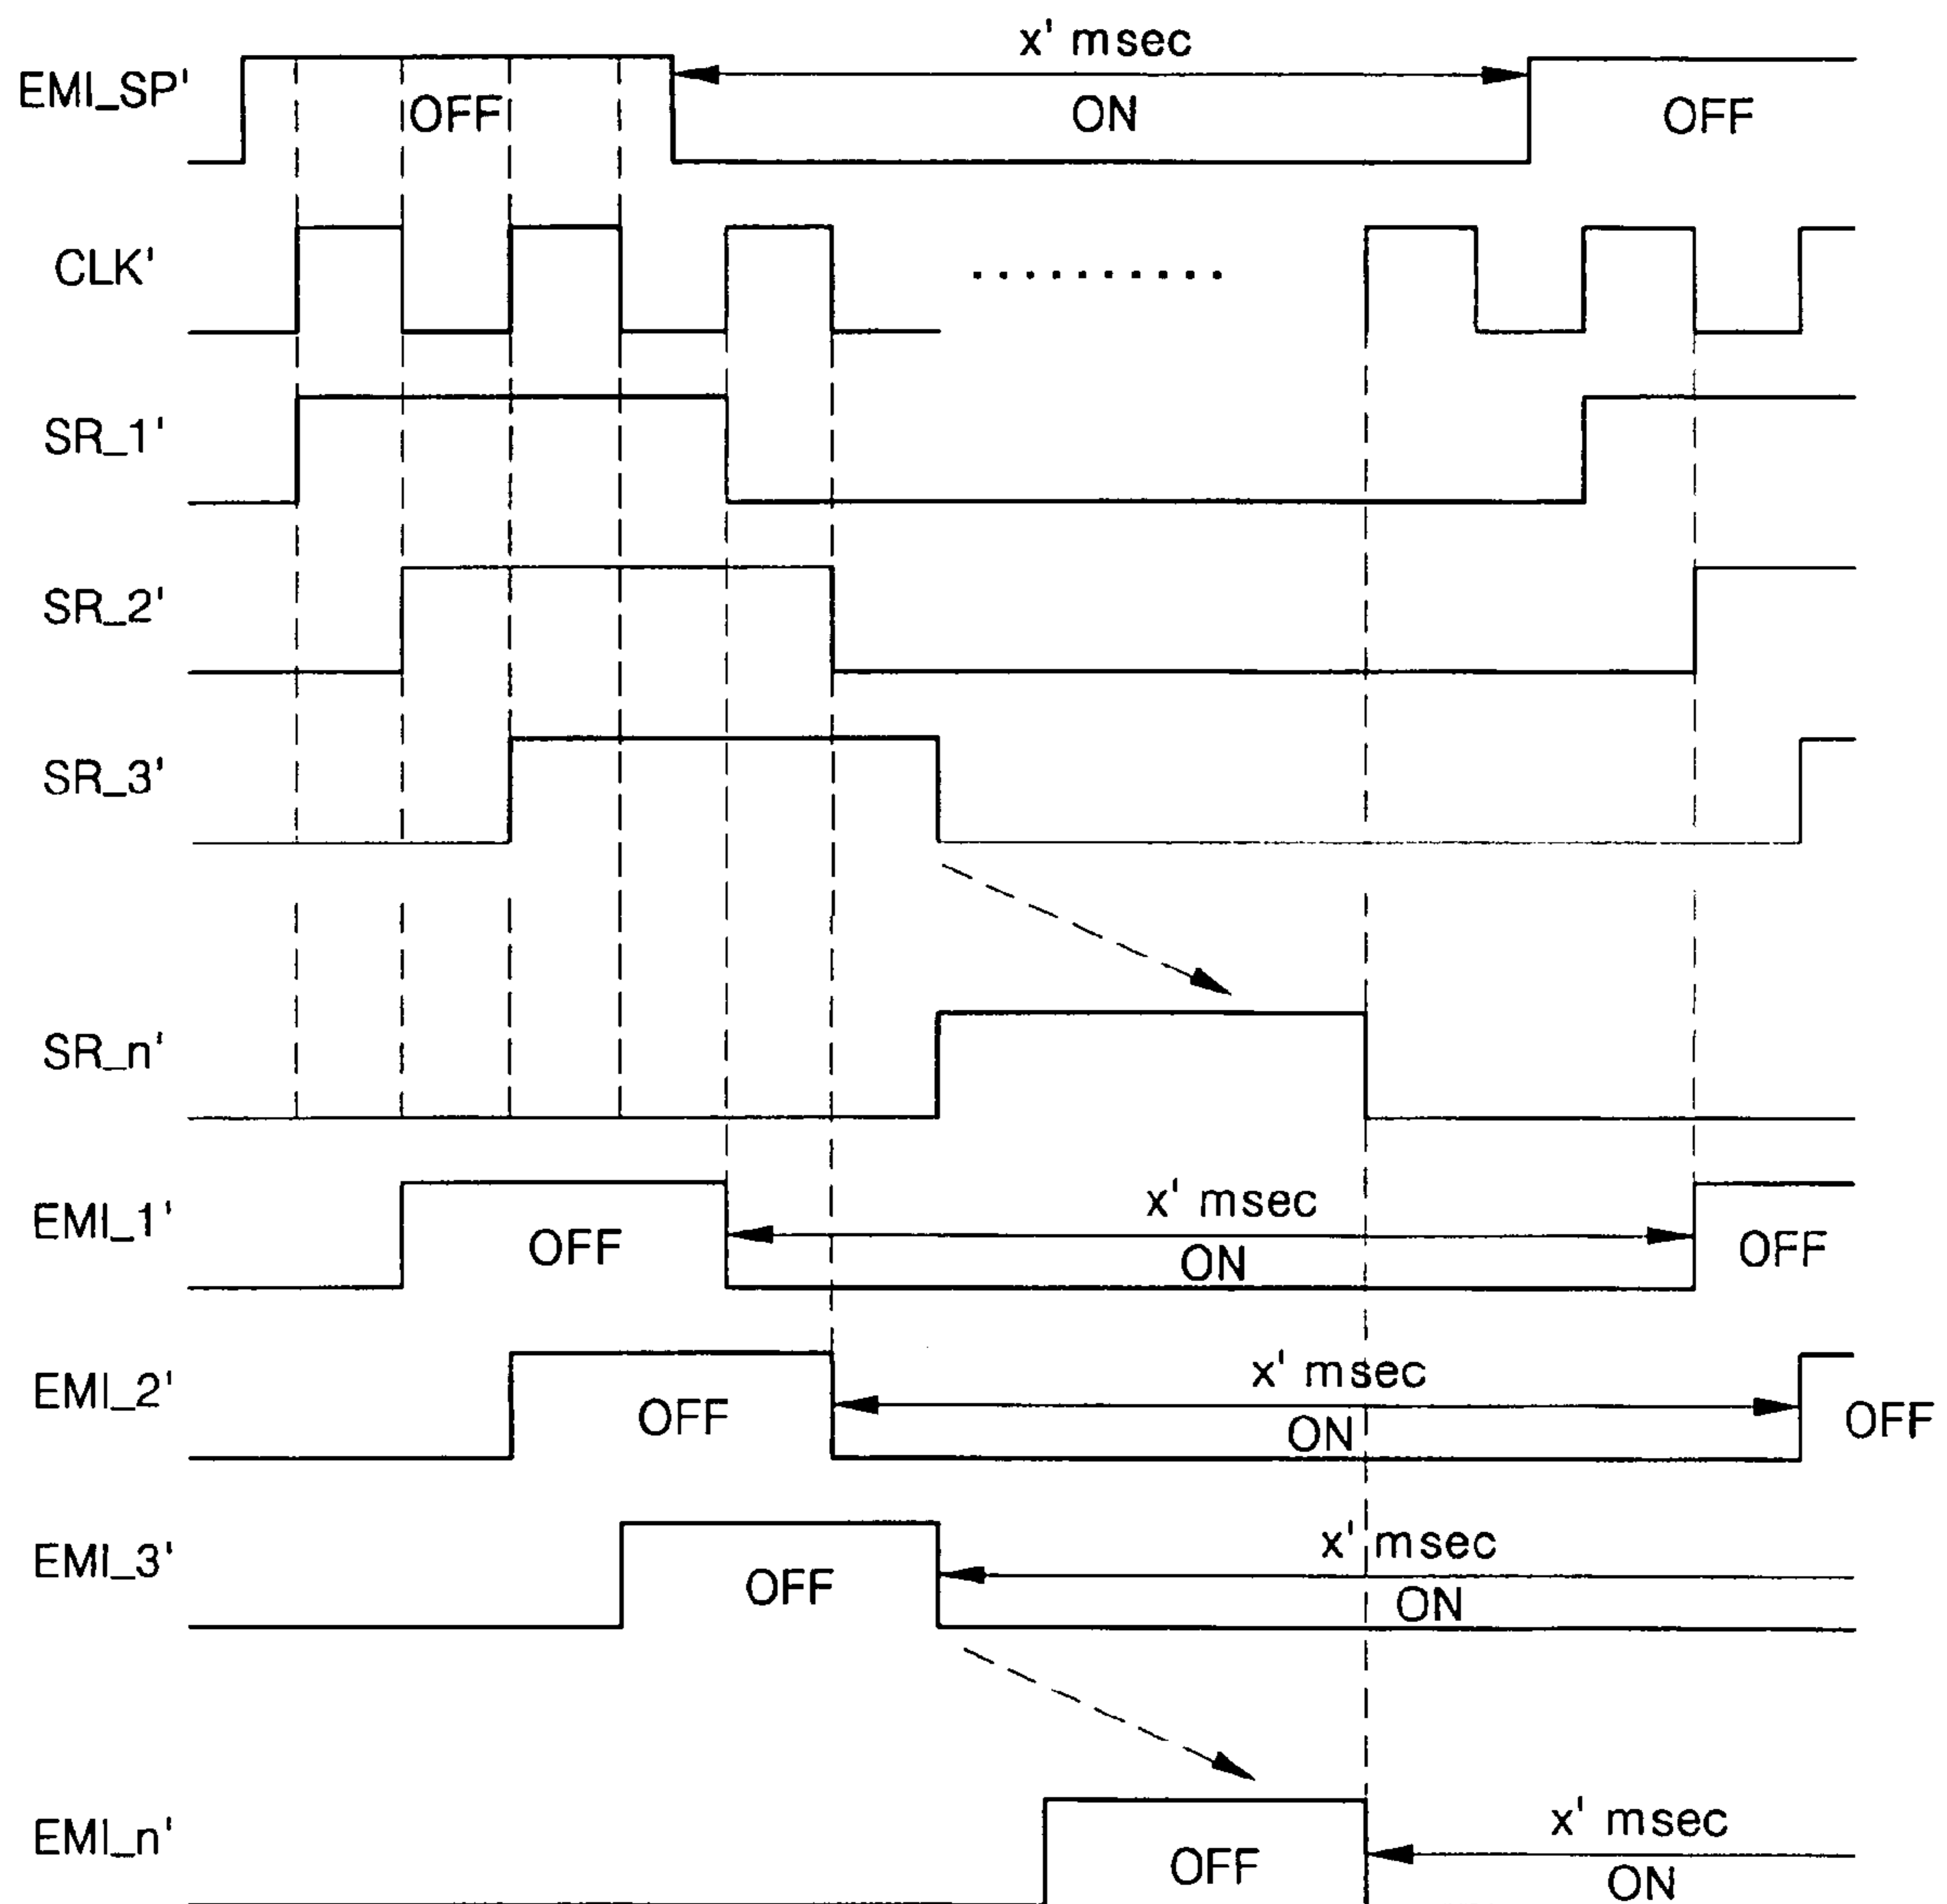 x' msec
EMI_SP'
OFF
ON
OFF
CLK'
SR_1'
SR_2'
SR_3'
SR_n'
EMI_1'
OFF
x' msec
ON
OFF
EMI_2'
OFF
x' msec
ON
OFF
EMI_3'
OFF
x' msec
ON
EMI_n'
OFF
x' msec
ON